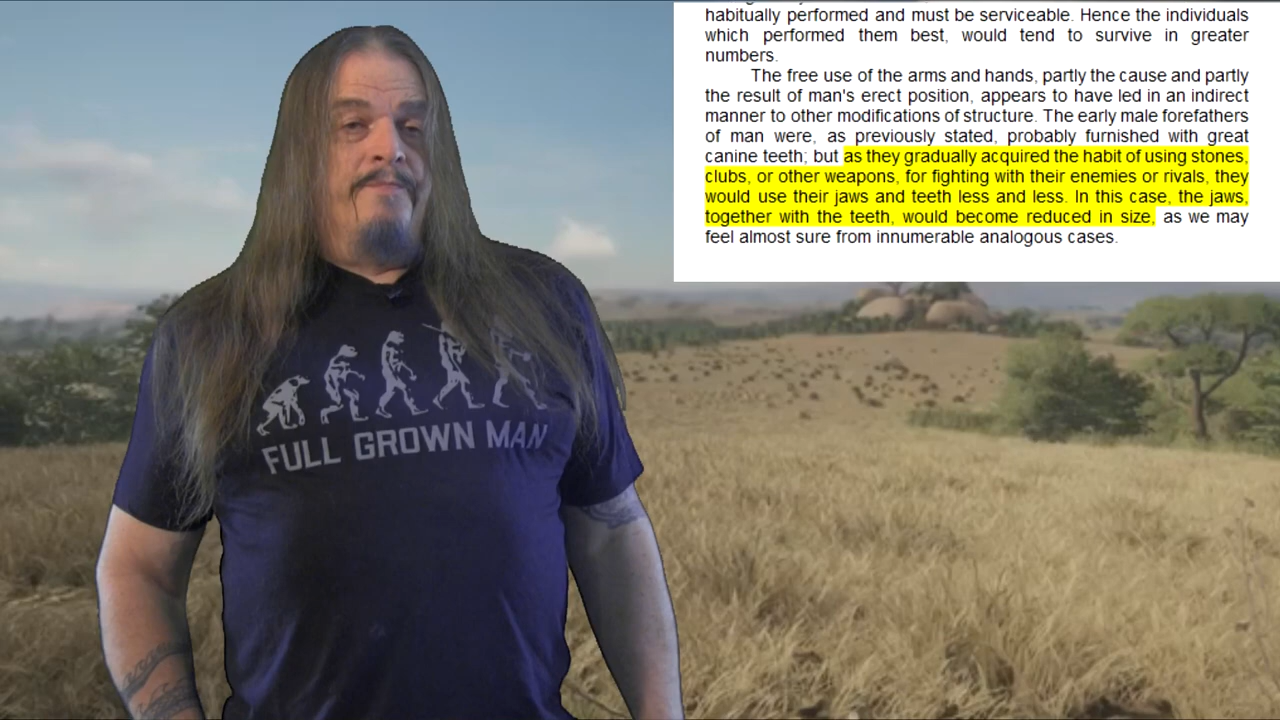 habitually performed and must be serviceable. Hence the individuals
which performed them best, would tend to survive in greater
numbers.
The free use of the arms and hands, partly the cause and partly
the result of man's erect position, appears to have led in an indirect
manner to other modifications of structure. The early male forefathers
of man were, as previously stated, probably furnished with great
canine teeth; but as they gradually acquired the habit of using stones,
clubs, or other weapons, for fighting with their enemies or rivals, they
would use their jaws and teeth less and less. In this case, the jaws,
together with the teeth, would become reduced in size, as we may
feel almost sure from innumerable analogous cases.
FULL GROWN MAN